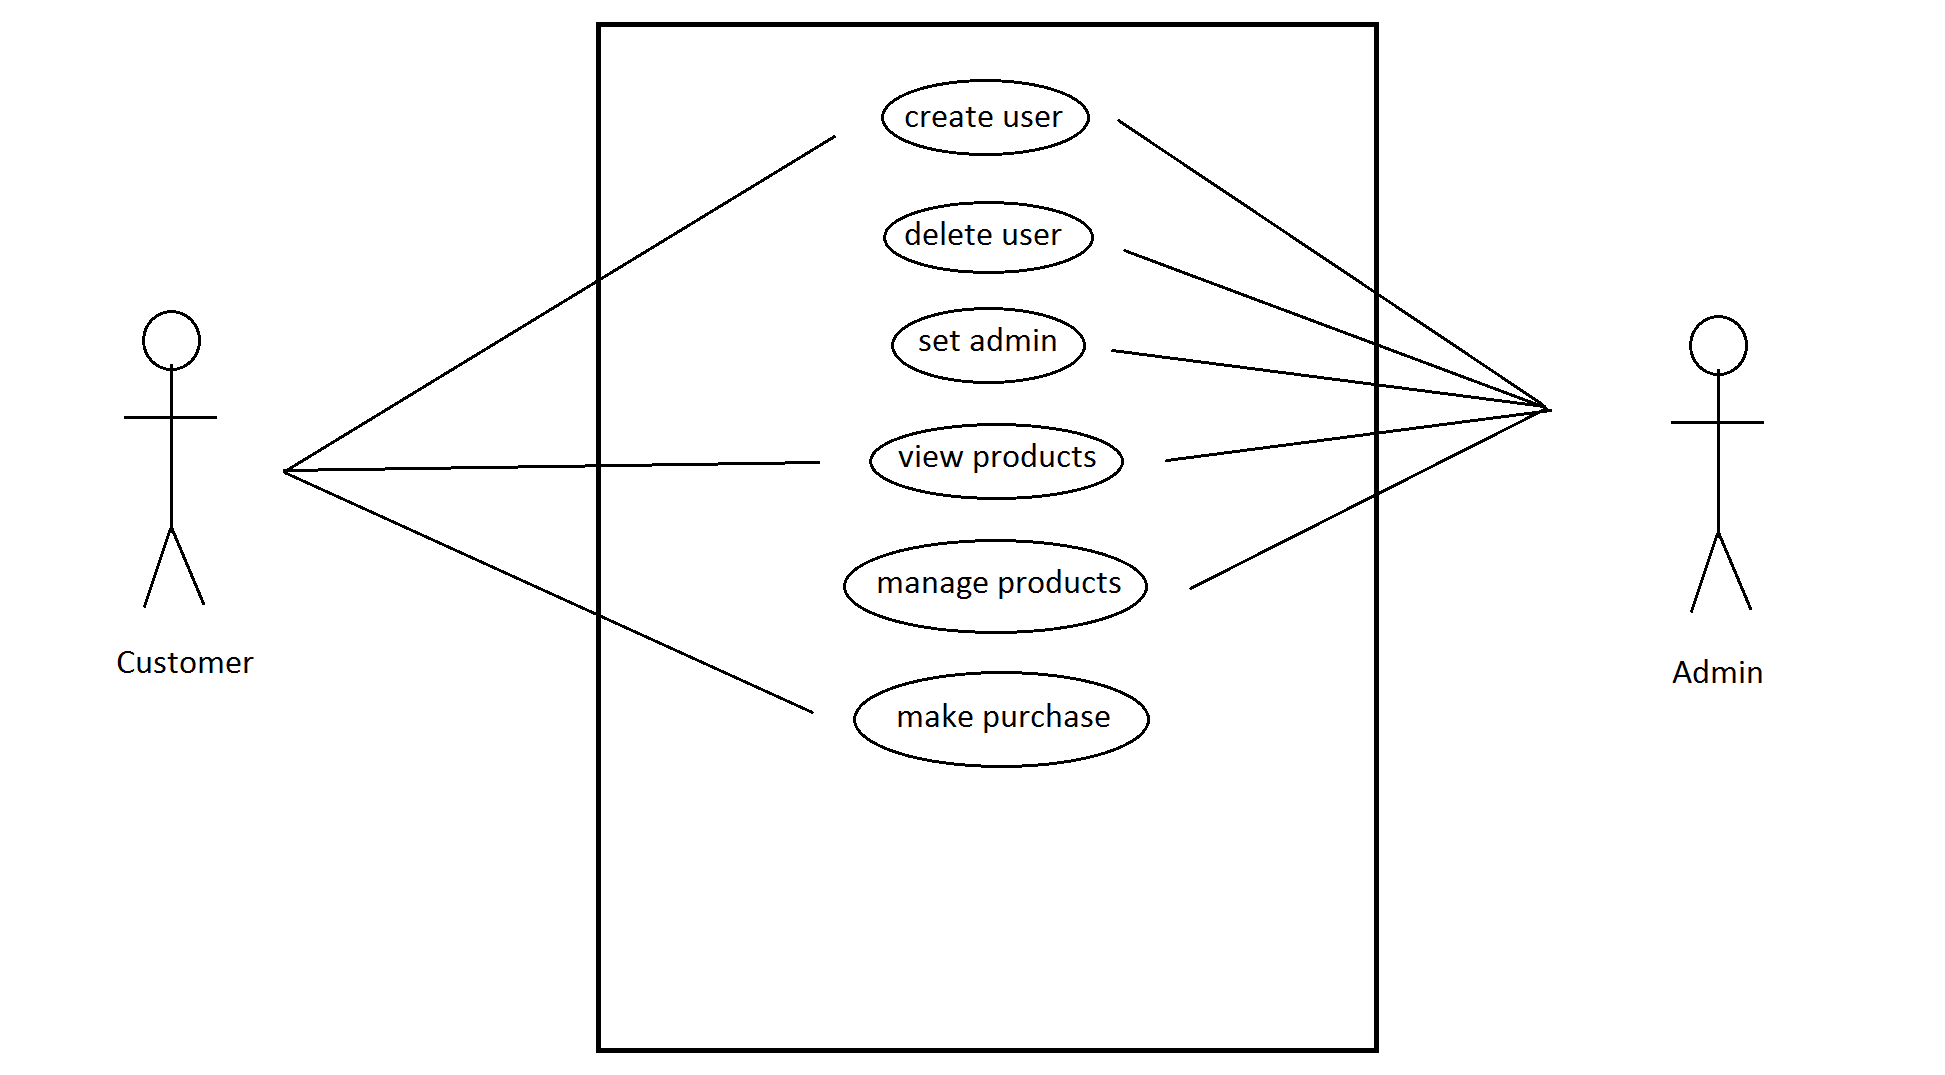 create user
delete user
set admin
view products
manage products
make purchase
Customer
Admin